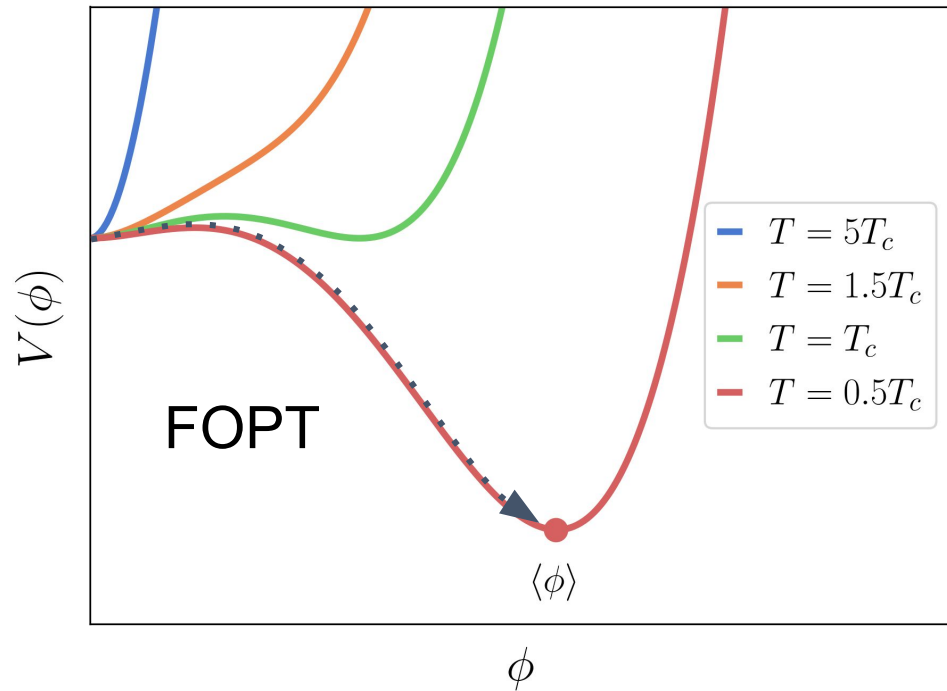 V(ϕ)
T = 5T_c
T = 1.5T_c
T = T_c
T = 0.5T_c
FOPT
⟨ϕ⟩
ϕ